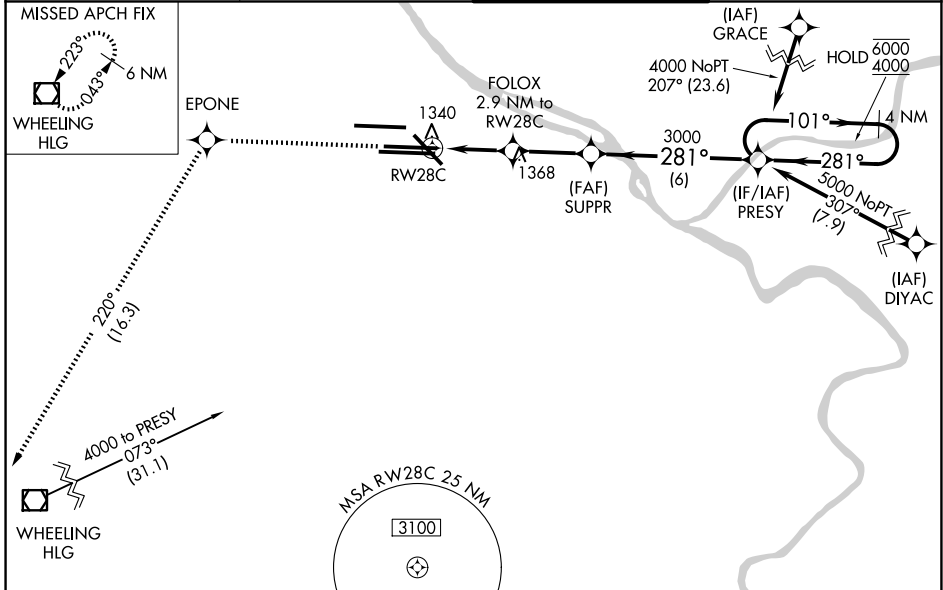 MISSED APCH FIX
223°
043°
6 NM
WHEELING
HLG
EPONE
1340
RW28C
FOLOX
2.9 NM to
RW28C
1368
(FAF)
SUPPR
3000
281°
(6)
(IF/IAF)
PRESY
(IAF)
GRACE
4000 NoPT
207° (23.6)
HOLD
6000
4000
101°
4 NM
281°
5000 NoPT
307°
(7.9)
(IAF)
DIYAC
220°
(16.3)
4000 to PRESY
073°
(31.1)
WHEELING
HLG
MSA RW28C 25 NM
3100